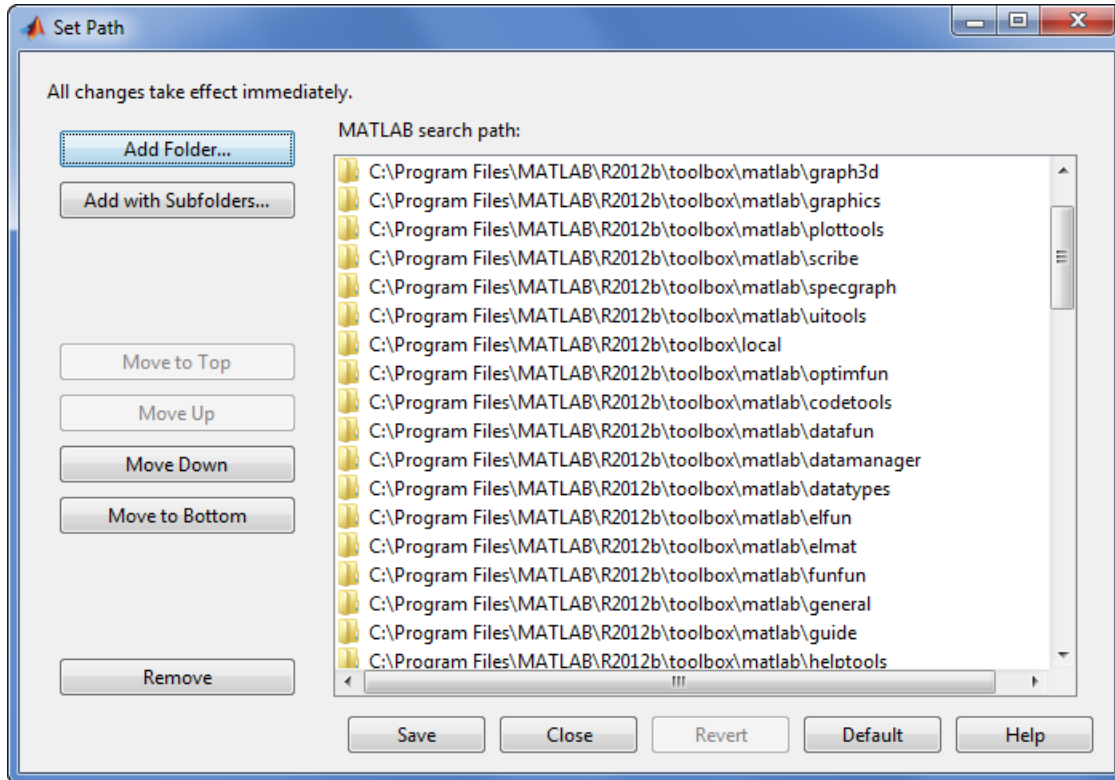 Set Path
All changes take effect immediately.
Add Folder...
Add with Subfolders...
Move to Top
Move Up
Move Down
Move to Bottom
Remove
MATLAB search path:
C:\Program Files\MATLAB\R2012b\toolbox\matlab\graph3d
C:\Program Files\MATLAB\R2012b\toolbox\matlab\graphics
C:\Program Files\MATLAB\R2012b\toolbox\matlab\plottools
C:\Program Files\MATLAB\R2012b\toolbox\matlab\scribe
C:\Program Files\MATLAB\R2012b\toolbox\matlab\specgraph
C:\Program Files\MATLAB\R2012b\toolbox\matlab\uitools
C:\Program Files\MATLAB\R2012b\toolbox\local
C:\Program Files\MATLAB\R2012b\toolbox\matlab\optimfun
C:\Program Files\MATLAB\R2012b\toolbox\matlab\codetools
C:\Program Files\MATLAB\R2012b\toolbox\matlab\datafun
C:\Program Files\MATLAB\R2012b\toolbox\matlab\datamanager
C:\Program Files\MATLAB\R2012b\toolbox\matlab\datatypes
C:\Program Files\MATLAB\R2012b\toolbox\matlab\elfun
C:\Program Files\MATLAB\R2012b\toolbox\matlab\elmat
C:\Program Files\MATLAB\R2012b\toolbox\matlab\funfun
C:\Program Files\MATLAB\R2012b\toolbox\matlab\general
C:\Program Files\MATLAB\R2012b\toolbox\matlab\guide
C:\Program Files\MATLAB\R2012b\toolbox\matlab\helptools
Save
Close
Revert
Default
Help